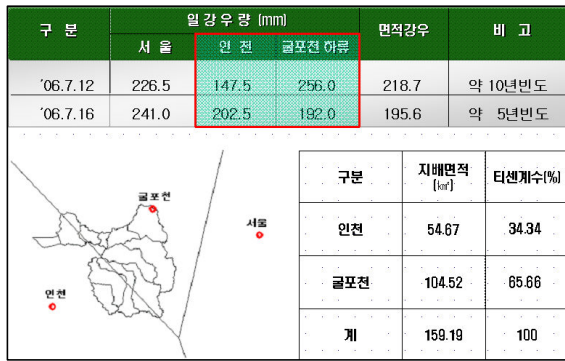 구 분 일 강 우 량 (mm) 면적강우 비 고
서 울 인 천 굴포천 하류
'06.7.12 226.5 147.5 256.0 218.7 약 10년빈도
'06.7.16 241.0 202.5 192.0 195.6 약 5년빈도
굴포천
서울
인천
구분 지배면적 [㎢] 티센계수(%)
인천 54.67 34.34
굴포천 104.52 65.66
계 159.19 100